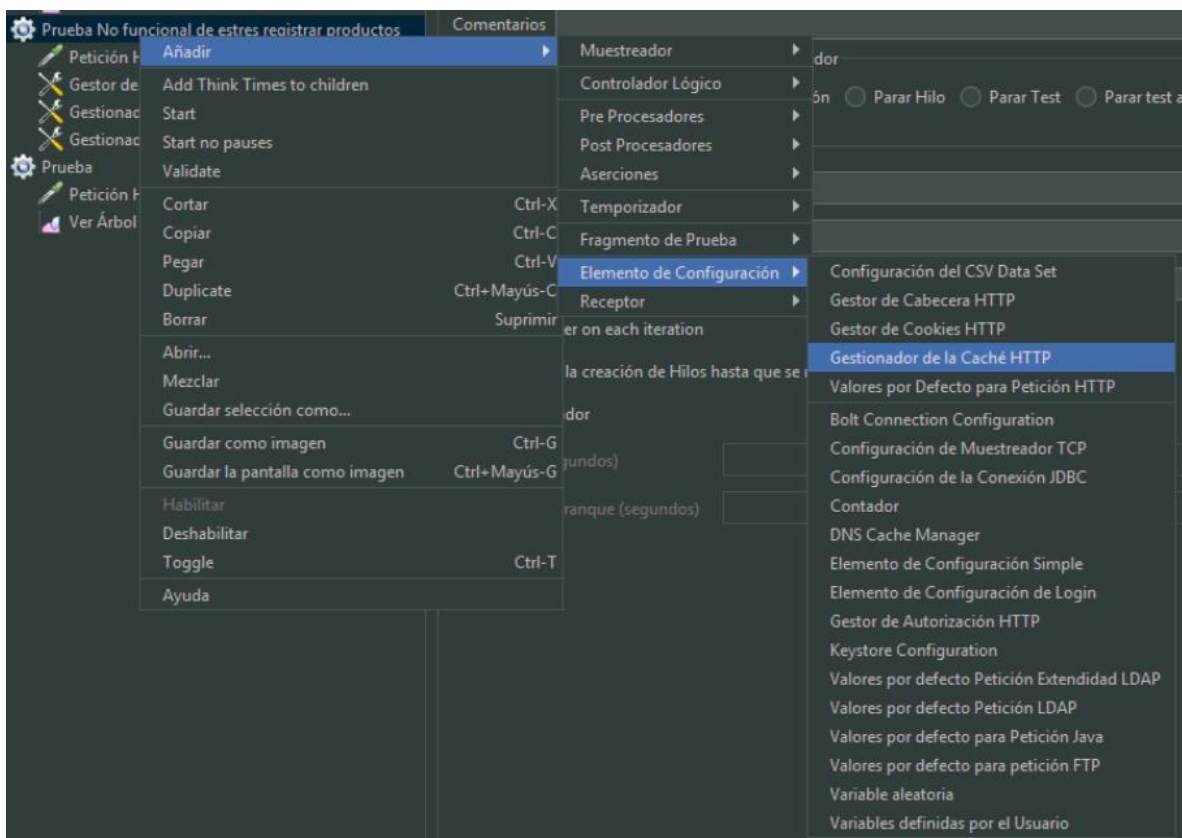 Prueba No funcional de estres registrar productos
Petición H
Gestor de
Gestionad
Gestionad
Prueba
Petición H
Ver Árbol
Añadir
Add Think Times to children
Start
Start no pauses
Validate
Cortar Ctrl-X
Copiar Ctrl-C
Pegar Ctrl-V
Duplicate Ctrl+Mayús-C
Borrar Suprimir
Abrir...
Mezclar
Guardar selección como...
Guardar como imagen Ctrl-G
Guardar la pantalla como imagen Ctrl+Mayús-G
Habilitar
Deshabilitar
Toggle Ctrl-T
Ayuda
Comentarios
Muestreador
Controlador Lógico
Pre Procesadores
Post Procesadores
Aserciones
Temporizador
Fragmento de Prueba
Elemento de Configuración
Receptor
dor
ón Parar Hilo Parar Test Parar test a
er on each iteration
la creación de Hilos hasta que se
dor
gundos)
ranque (segundos)
Configuración del CSV Data Set
Gestor de Cabecera HTTP
Gestor de Cookies HTTP
Gestionador de la Caché HTTP
Valores por Defecto para Petición HTTP
Bolt Connection Configuration
Configuración de Muestreador TCP
Configuración de la Conexión JDBC
Contador
DNS Cache Manager
Elemento de Configuración Simple
Elemento de Configuración de Login
Gestor de Autorización HTTP
Keystore Configuration
Valores por defecto Petición Extendidad LDAP
Valores por defecto Petición LDAP
Valores por defecto para Petición Java
Valores por defecto para petición FTP
Variable aleatoria
Variables definidas por el Usuario